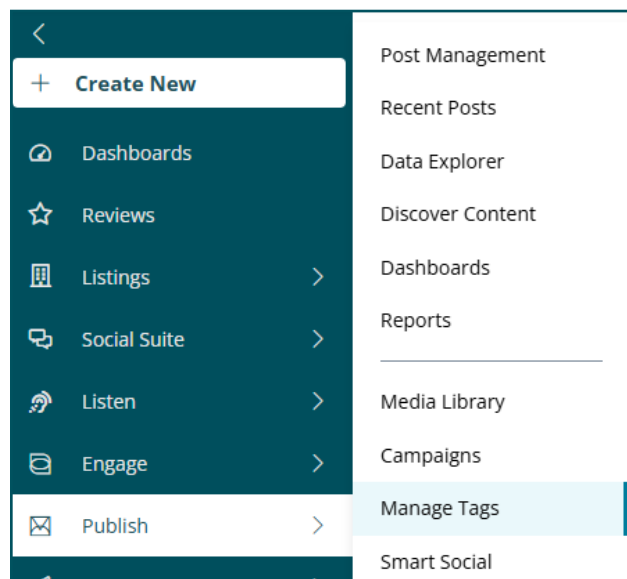 Create New
Dashboards
Reviews
Listings
Social Suite
Listen
Engage
Publish
Post Management
Recent Posts
Data Explorer
Discover Content
Dashboards
Reports
Media Library
Campaigns
Manage Tags
Smart Social